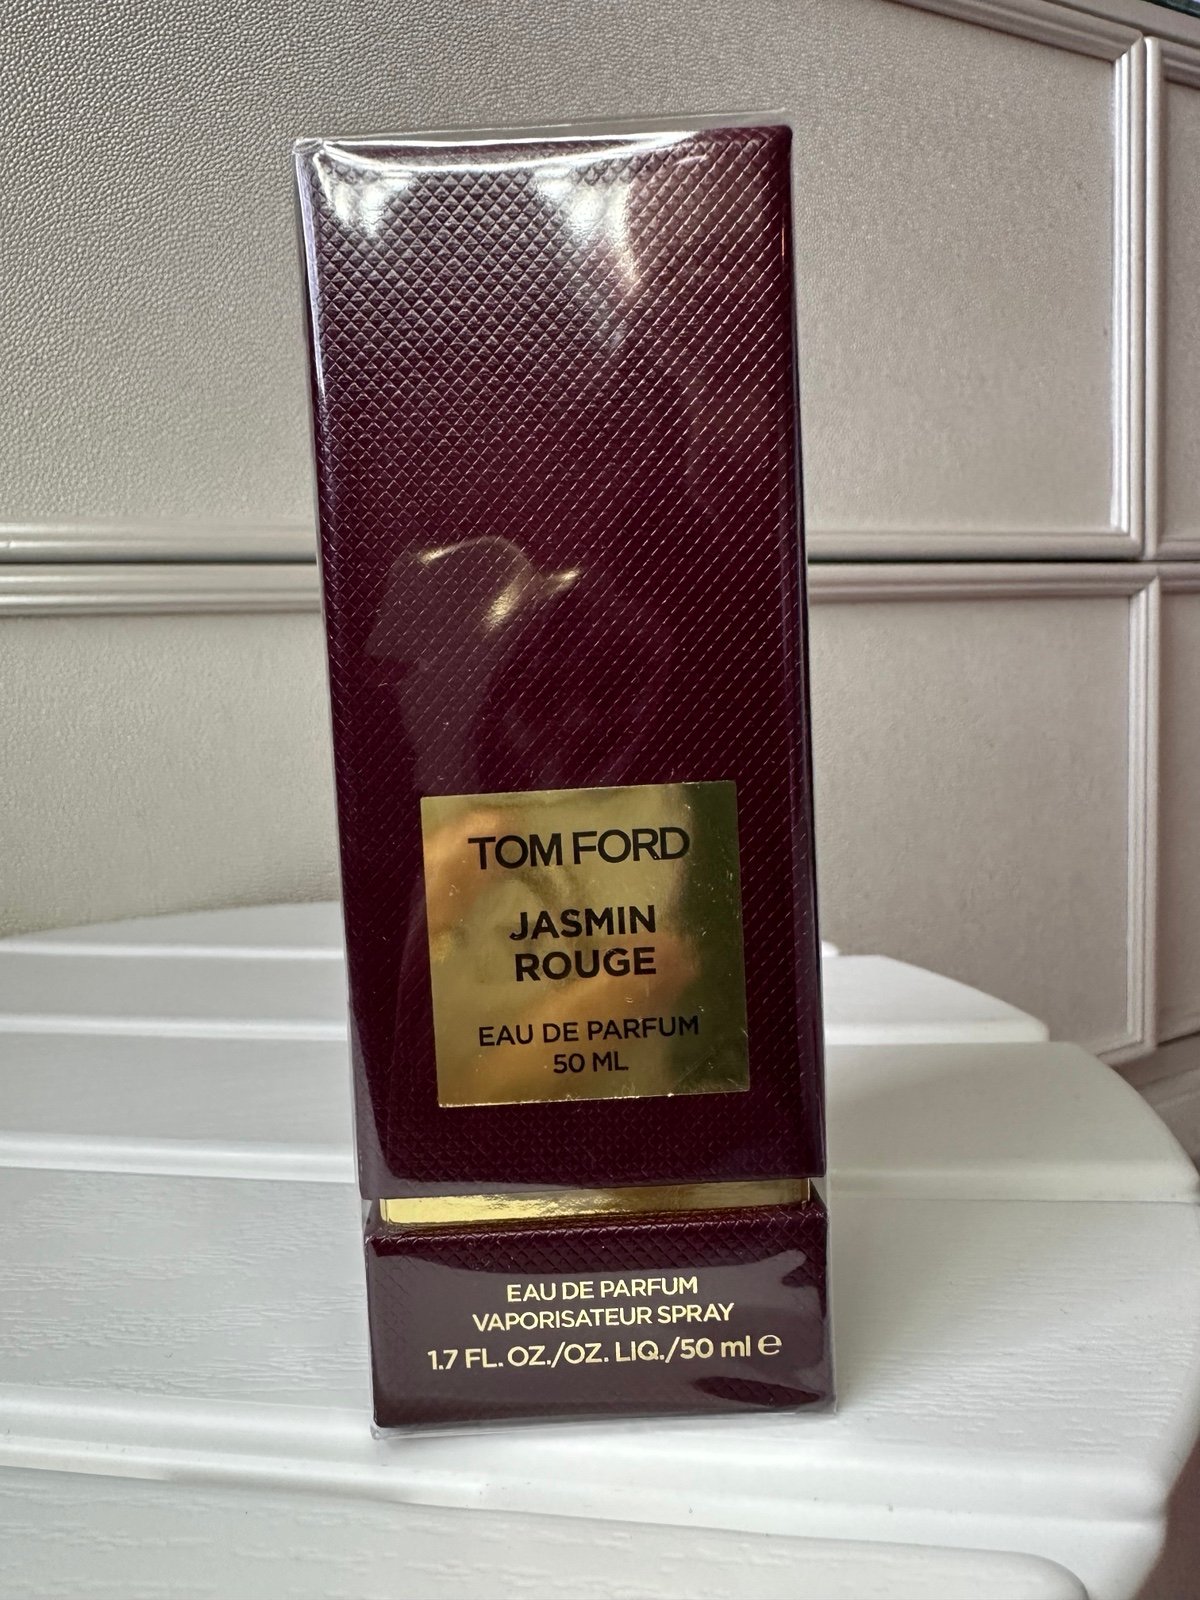 TOM FORD
JASMIN
ROUGE
EAU DE PARFUM
50 ML
EAU DE PARFUM
VAPORISATEUR SPRAY
1.7 FL. OZ./OZ. LIQ./50 ml ℮